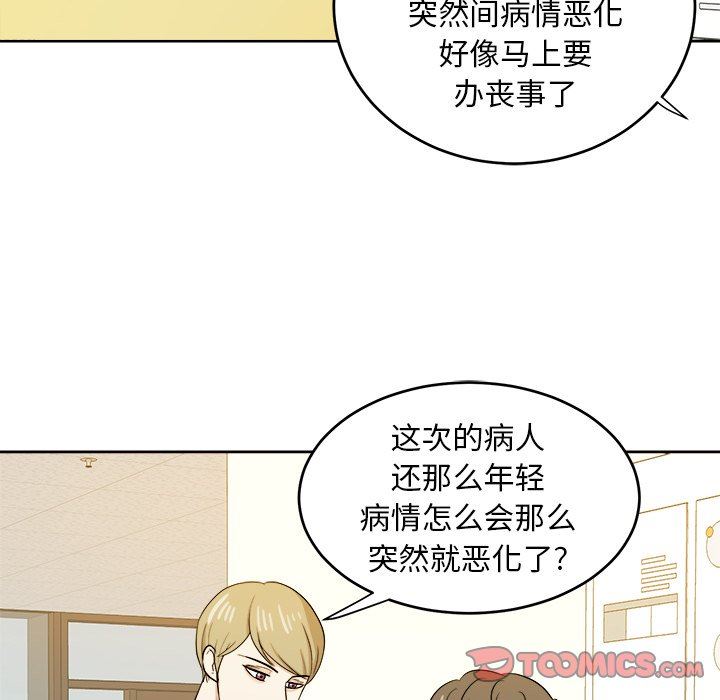 突然间病情恶化
好像马上要
办丧事了
这次的病人
还那么年轻
病情怎么会那么
突然就恶化了?
TOOMICS.COM